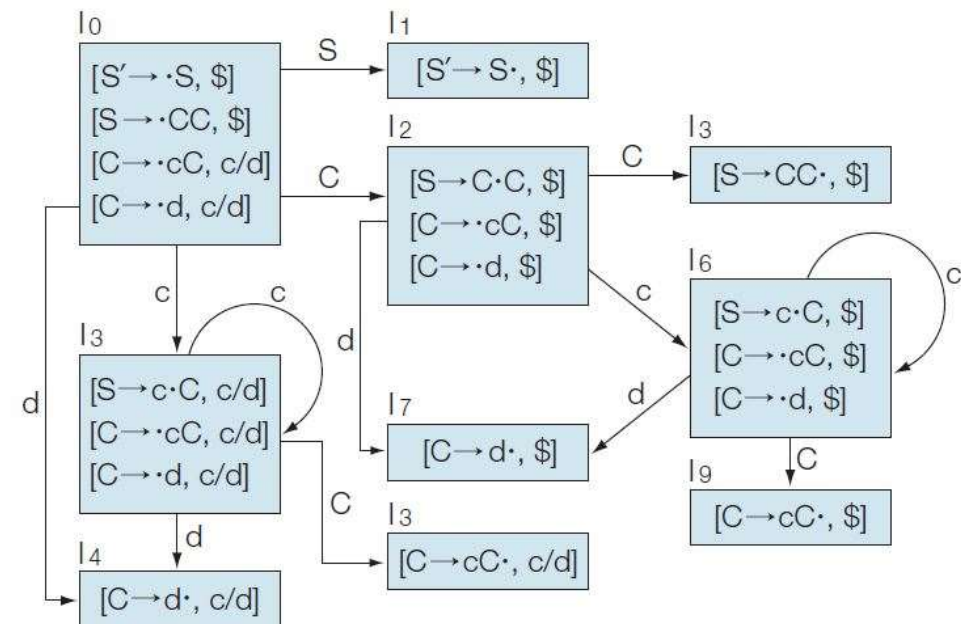 I0
[S′→ ·S, $]
[S→ ·CC, $]
[C→ ·cC, c/d]
[C→ ·d, c/d]
S
I1
[S′→ S·, $]
C
I2
[S→ C·C, $]
[C→ ·cC, $]
[C→ ·d, $]
C
I3
[S→ CC·, $]
c
c
d
c
d
I6
[S→ c·C, $]
[C→ ·cC, $]
[C→ ·d, $]
c
I3
[S→ c·C, c/d]
[C→ ·cC, c/d]
[C→ ·d, c/d]
d
I7
[C→ d·, $]
C
I9
[C→ cC·, $]
d
C
I3
[C→ cC·, c/d]
I4
[C→ d·, c/d]